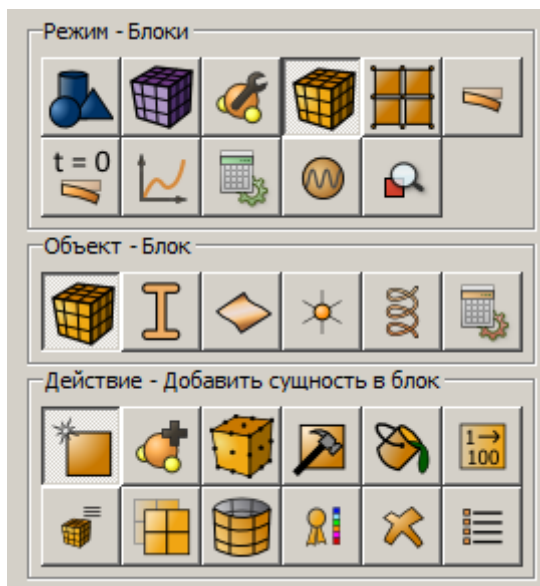 Режим - Блоки
t = 0
Объект - Блок
Действие - Добавить сущность в блок
1→
100